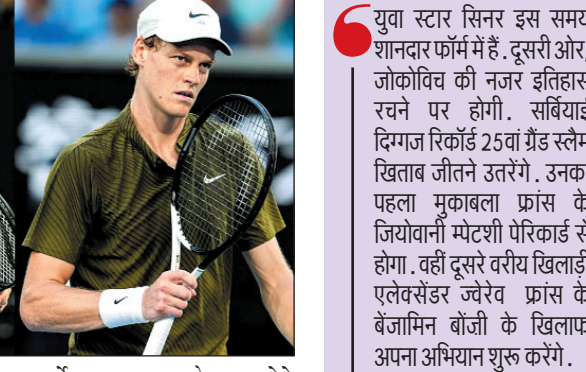 युवा स्टार सिनर इस समय
शानदार फॉर्म में हैं. दूसरी ओर,
जोकोविच की नजर इतिहास
रचने पर होगी. सर्बियाई
दिग्गज रिकॉर्ड 25वां ग्रैंड स्लैम
खिताब जीतने उतरेंगे. उनका
पहला मुकाबला फ्रांस के
जियोवानी म्पेटशी पेरिकार्ड से
होगा. वहीं दूसरे वरीय खिलाड़ी
एलेक्सेंडर ज्वेरेव फ्रांस के
बेंजामिन बोंजी के खिलाफ
अपना अभियान शुरू करेंगे.